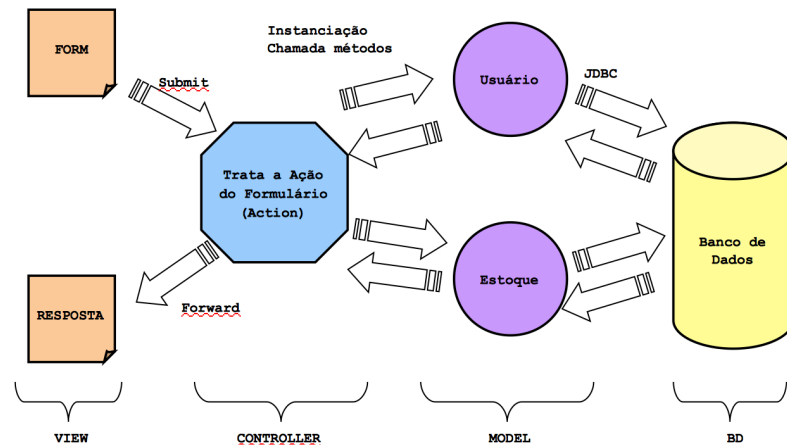 FORM
Submit
Instanciação
Chamada métodos
Usuário
JDBC
Trata a Ação
do Formulário
(Action)
Banco de
Dados
Estoque
RESPOSTA
Forward
VIEW
CONTROLLER
MODEL
BD